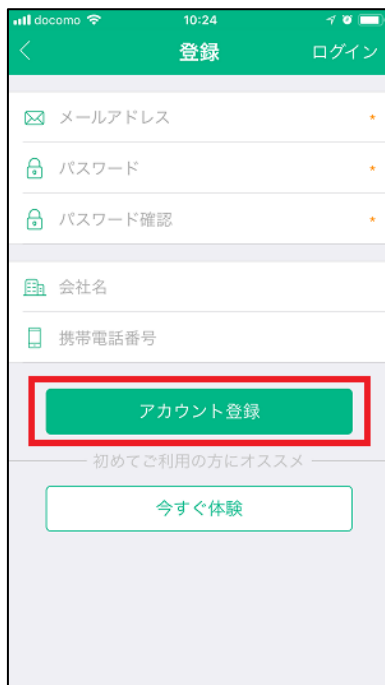 docomo 10:24
登録 ログイン
メールアドレス *
パスワード *
パスワード確認 *
会社名
携帯電話番号
アカウント登録
初めてご利用の方にオススメ
今すぐ体験